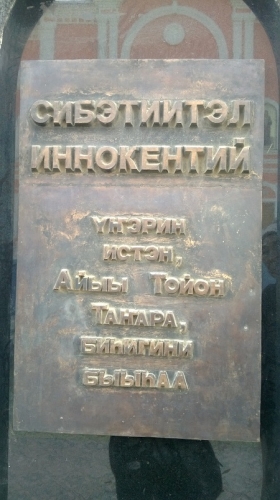 СИБЭТИИТЭЛ
ИННОКЕНТИЙ
ҮҤЭРИН
ИСТЭН,
АЙЫЫ ТОЙОН
ТАҤАРА,
БИҺИГИНИ
БЫЫҺАА